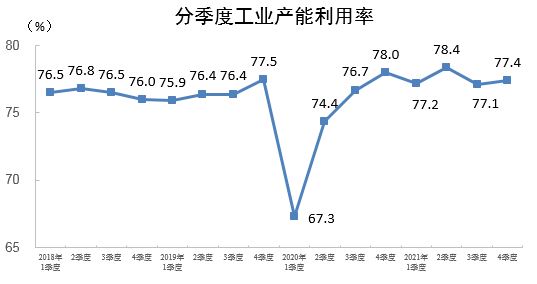 分季度工业产能利用率
（%）
80
75
70
65
76.5
76.8
76.5
76.0
75.9
76.4
76.4
77.5
67.3
74.4
76.7
78.0
77.2
78.4
77.1
77.4
2018年
1季度
2季度
3季度
4季度
2019年
1季度
2季度
3季度
4季度
2020年
1季度
2季度
3季度
4季度
2021年
1季度
2季度
3季度
4季度